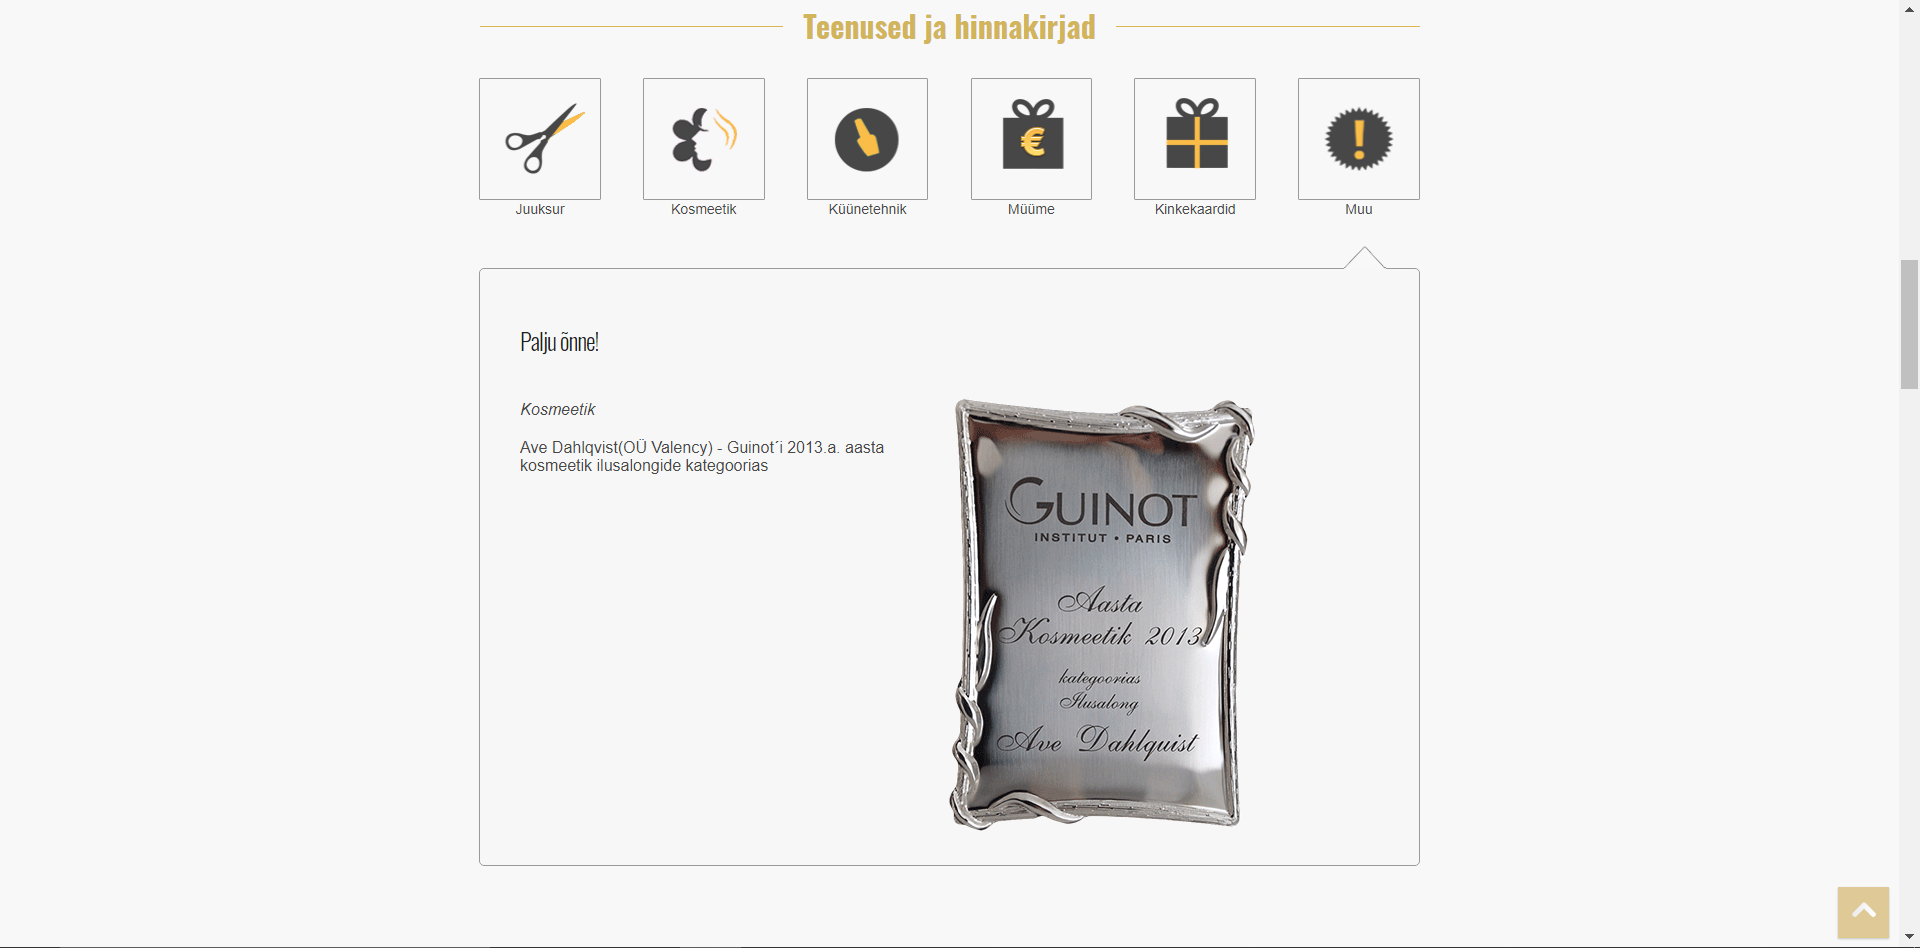 Teenused ja hinnakirjad
Juuksur
Kosmeetik
Küünetehnik
Müüme
Kinkekaardid
Muu
Palju õnne!
Kosmeetik
Ave Dahlqvist(OÜ Valency) - Guinot´i 2013.a. aasta
kosmeetik ilusalongide kategoorias
GUINOT
INSTITUT • PARIS
Aasta
Kosmeetik 2013
kategoorias
Ilusalong
Ave Dahlquist